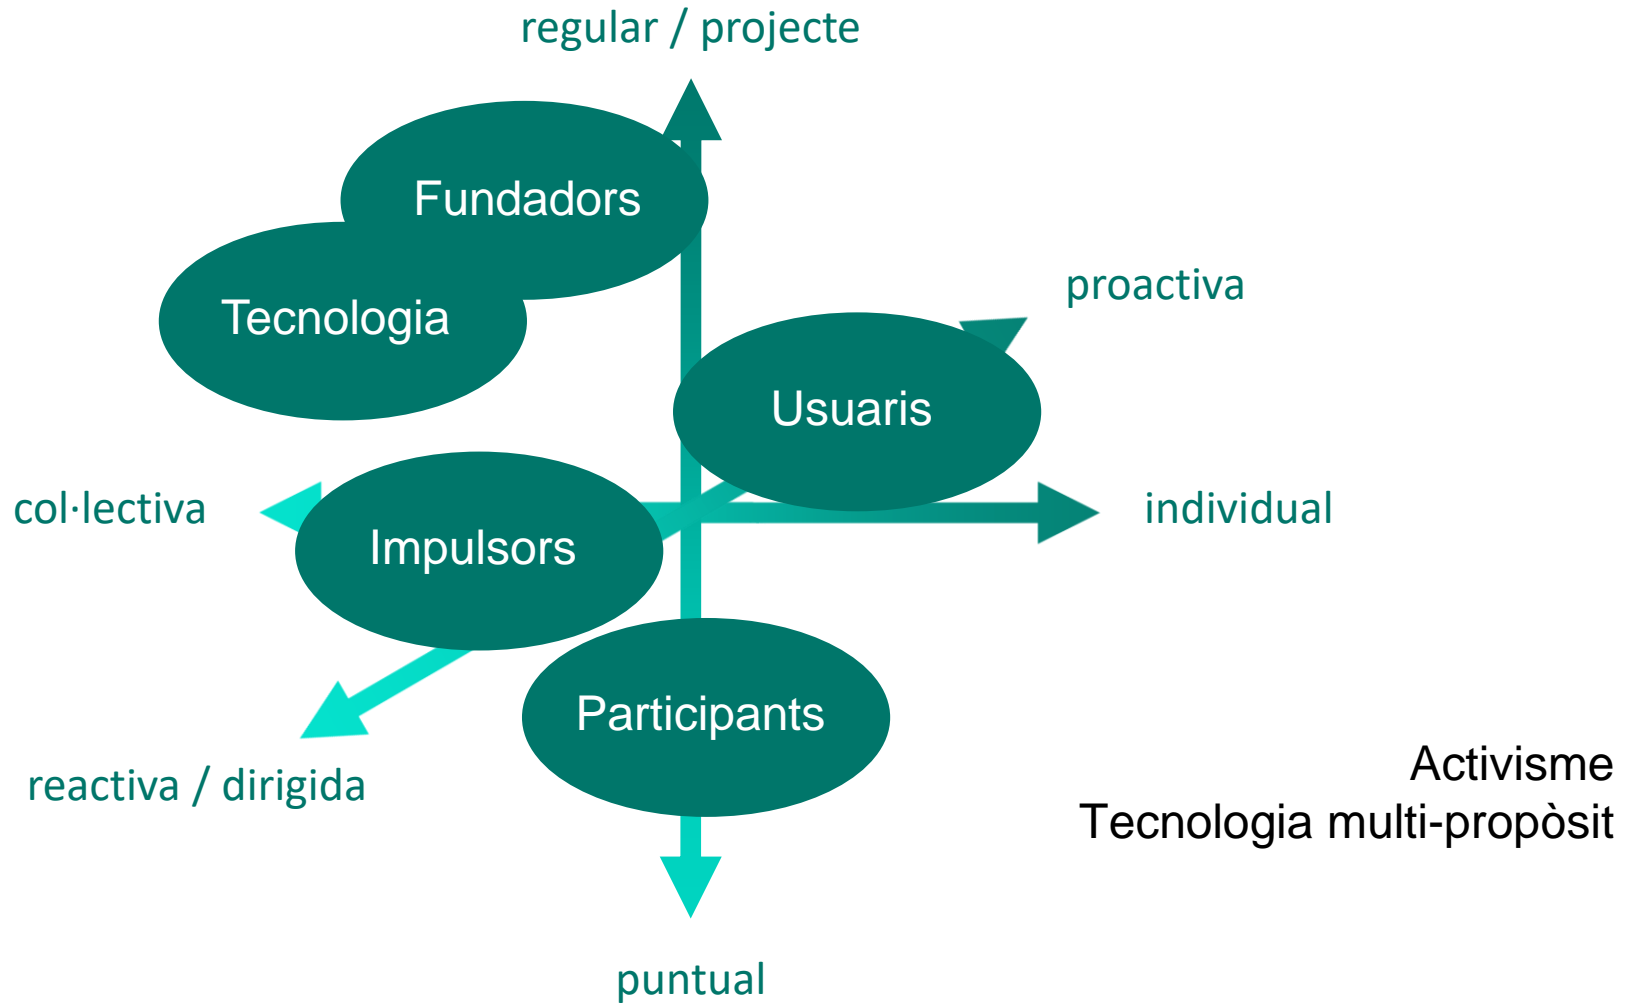 regular / projecte
Fundadors
proactiva
Tecnologia
Usuaris
col·lectiva
individual
Impulsors
Participants
reactiva / dirigida
Activisme
Tecnologia multi-propòsit
puntual